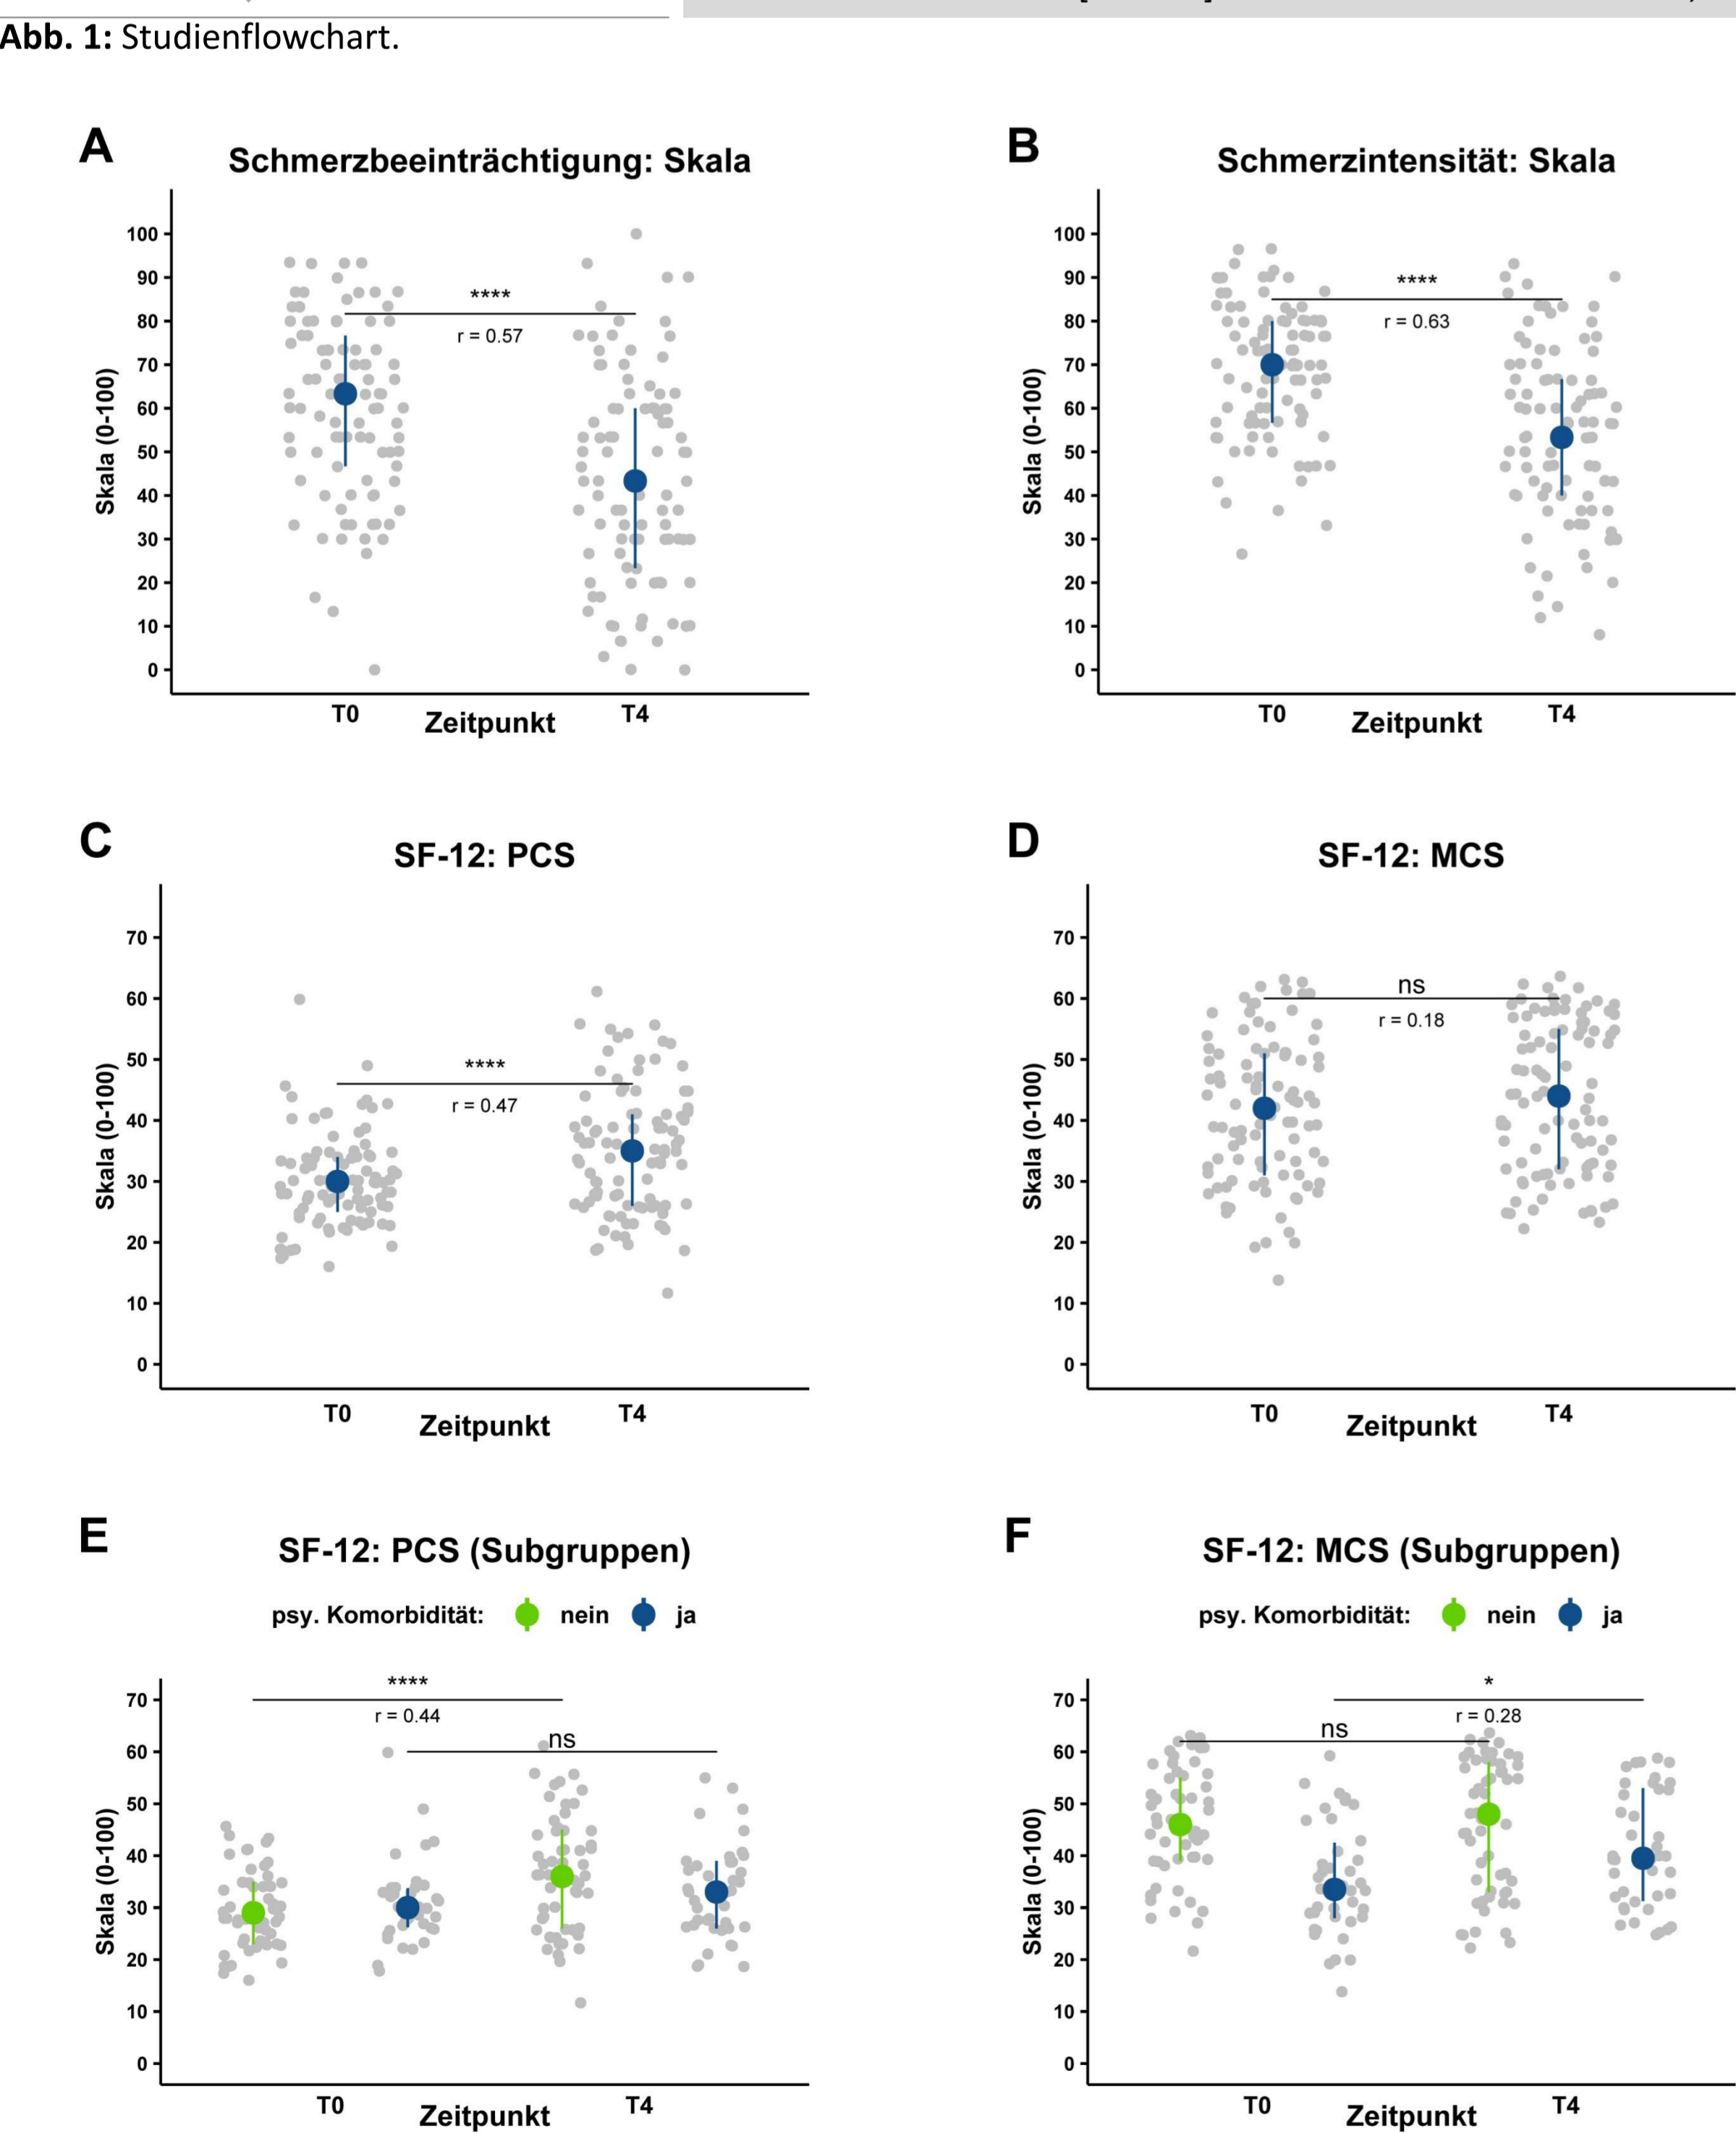 Abb. 1: Studienflowchart.
A
Schmerzbeeinträchtigung: Skala
Skala (0-100)
100
90
80
70
60
50
40
30
20
10
0
****
r = 0.57
T0
T4
Zeitpunkt
B
Schmerzintensität: Skala
Skala (0-100)
100
90
80
70
60
50
40
30
20
10
0
****
r = 0.63
T0
T4
Zeitpunkt
C
SF-12: PCS
Skala (0-100)
70
60
50
40
30
20
10
0
****
r = 0.47
T0
T4
Zeitpunkt
D
SF-12: MCS
Skala (0-100)
70
60
50
40
30
20
10
0
ns
r = 0.18
T0
T4
Zeitpunkt
E
SF-12: PCS (Subgruppen)
psy. Komorbidität: nein ja
Skala (0-100)
70
60
50
40
30
20
10
0
****
r = 0.44
ns
T0
T4
Zeitpunkt
F
SF-12: MCS (Subgruppen)
psy. Komorbidität: nein ja
Skala (0-100)
70
60
50
40
30
20
10
0
*
r = 0.28
ns
T0
T4
Zeitpunkt